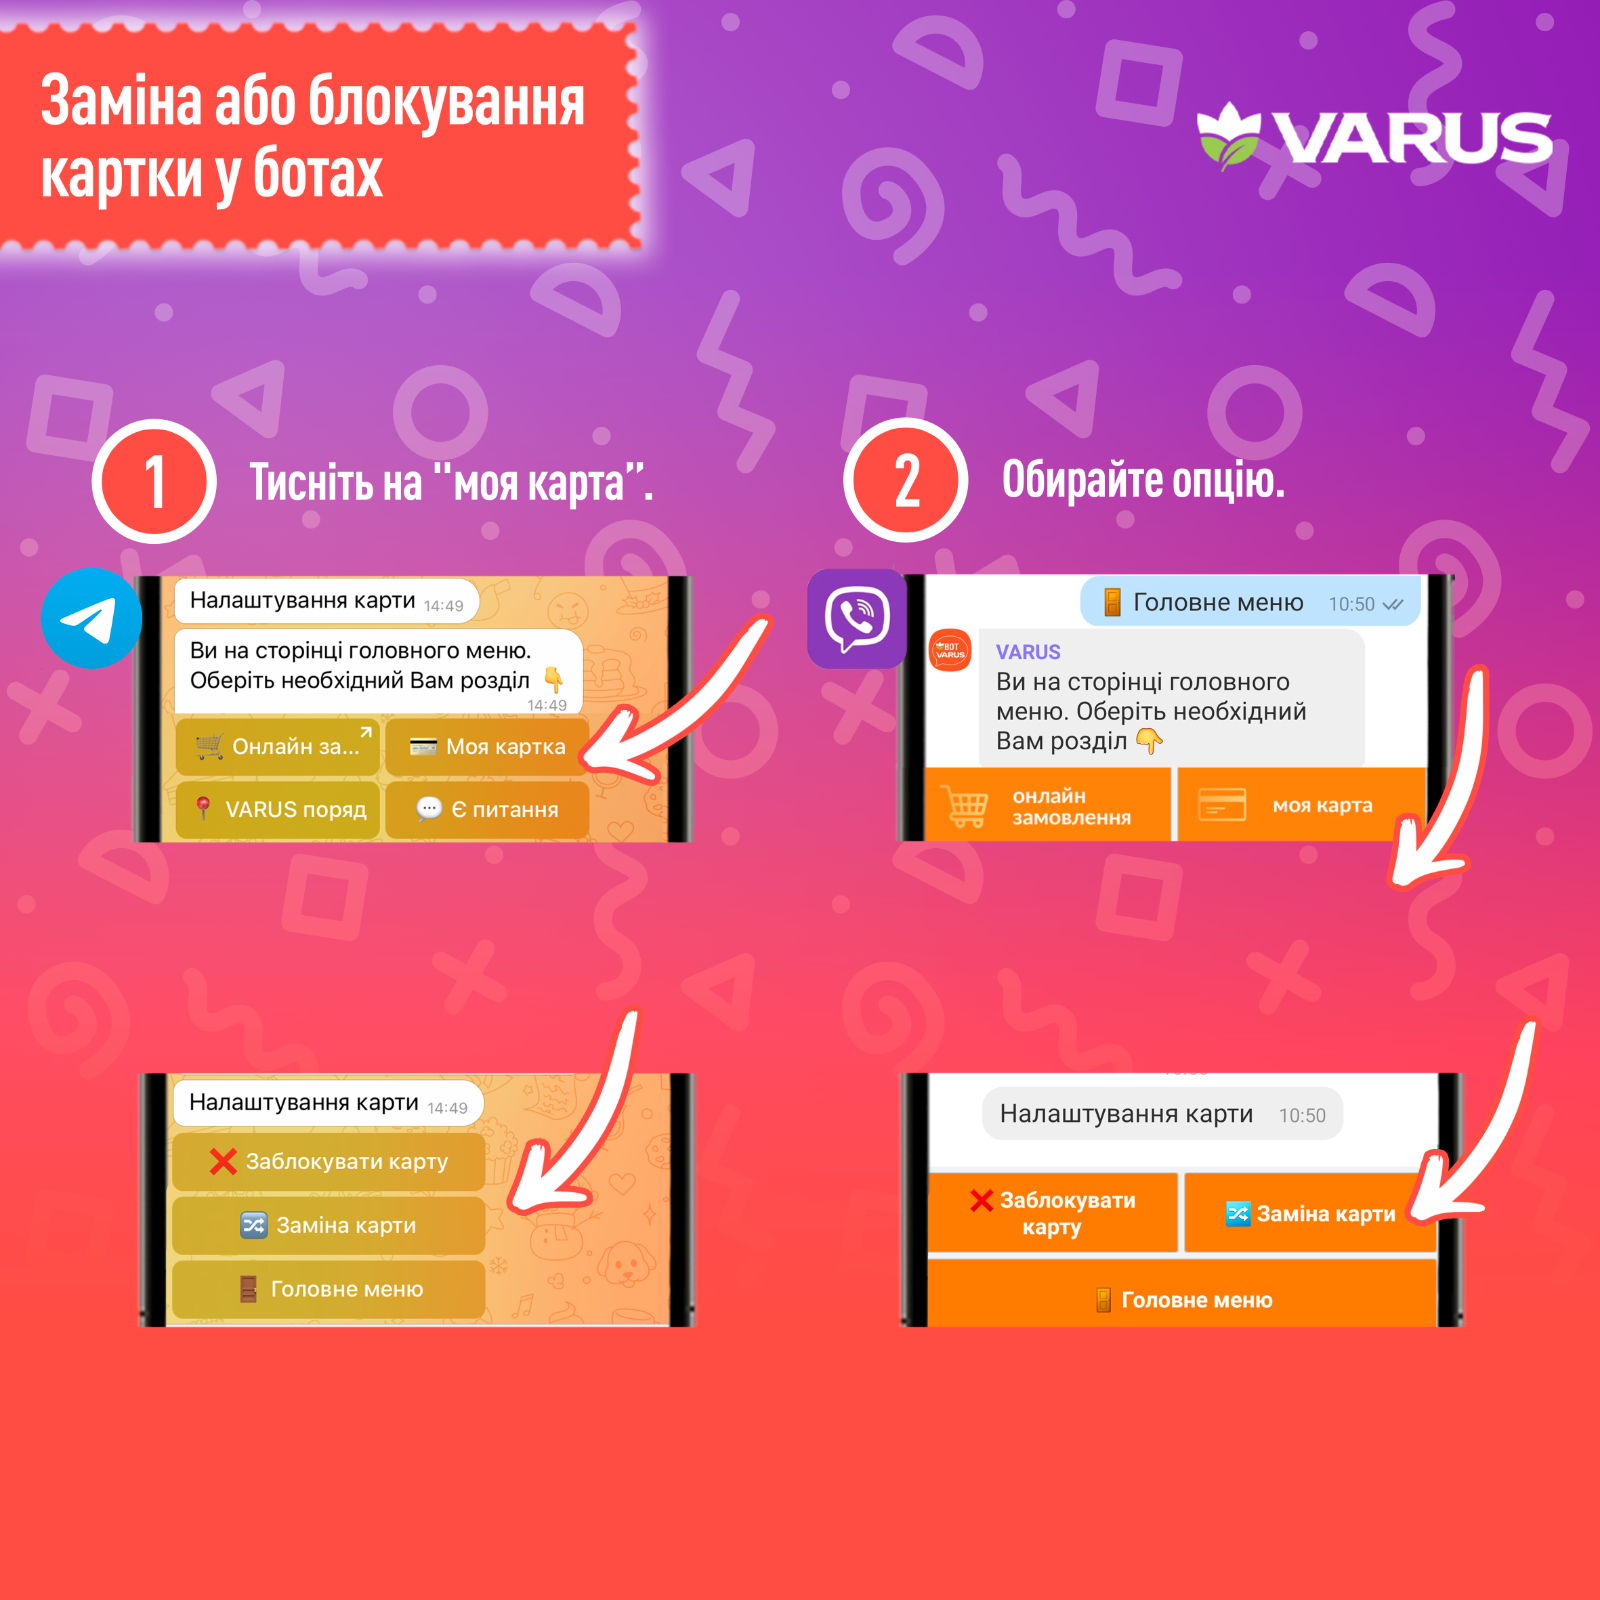 Заміна або блокування
картки у ботах
VARUS
1
Тисніть на "моя карта”.
2
Обирайте опцію.
Налаштування карти 14:49
Ви на сторінці головного меню.
Оберіть необхідний Вам розділ 👇
14:49
🛒 Онлайн за...
💳 Моя картка
📍 VARUS поряд
💬 Є питання
🚪 Головне меню 10:50
БОТ
VARUS
VARUS
Ви на сторінці головного
меню. Оберіть необхідний
Вам розділ 👇
онлайн
замовлення
моя карта
Налаштування карти 14:49
❌ Заблокувати карту
🔀 Заміна карти
🚪 Головне меню
Налаштування карти 10:50
❌ Заблокувати
карту
🔀 Заміна карти
🚪 Головне меню